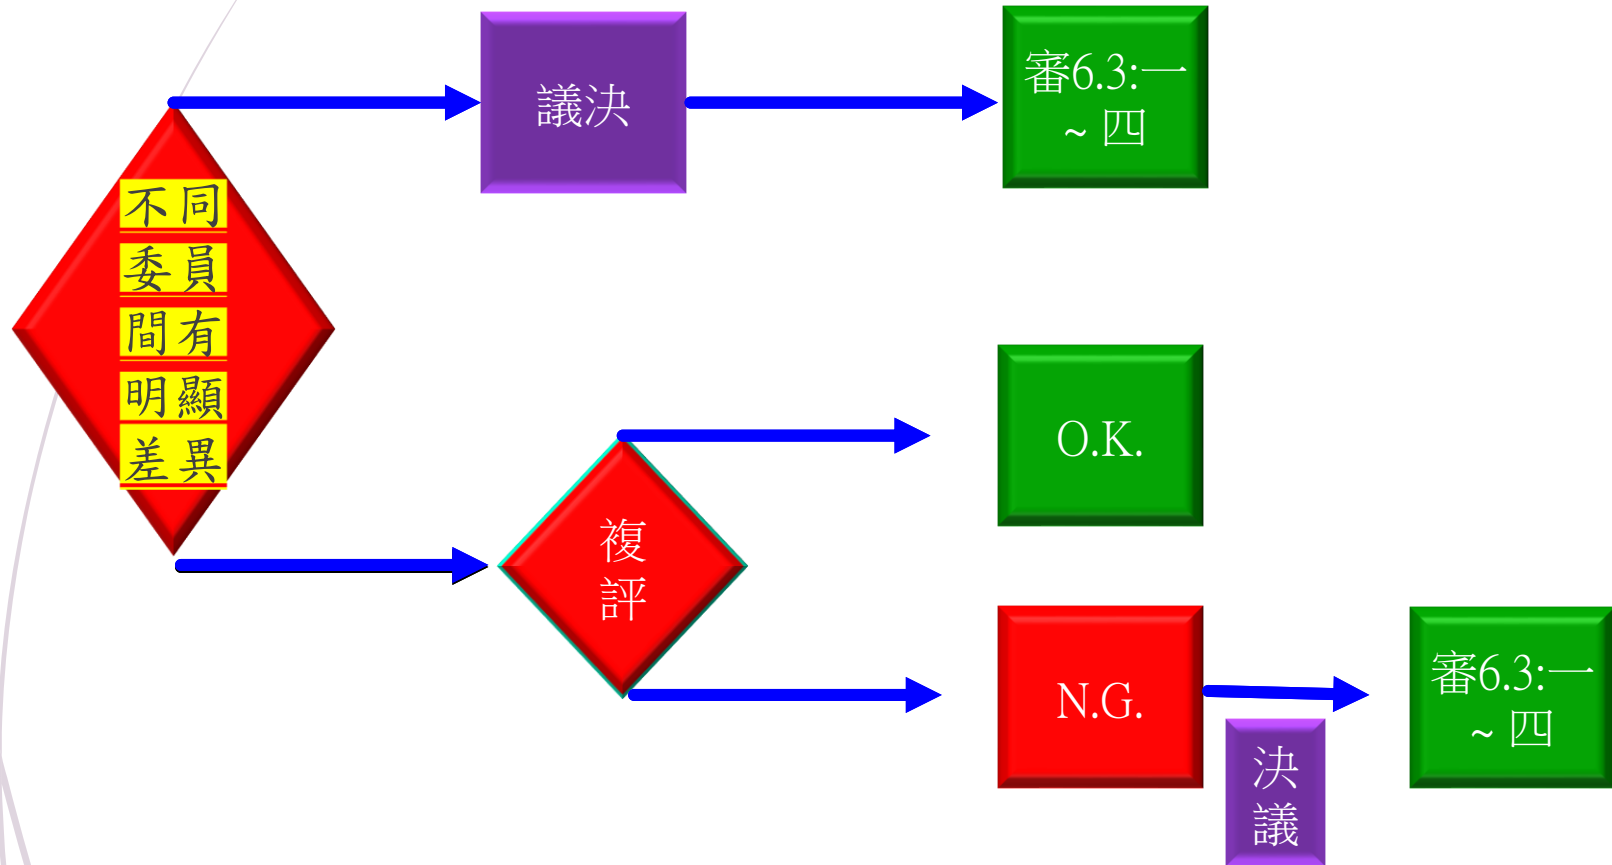 不同
委員
間有
明顯
差異
議決
審6.3:一
~ 四
複
評
O.K.
N.G.
決
議
審6.3:一
~ 四